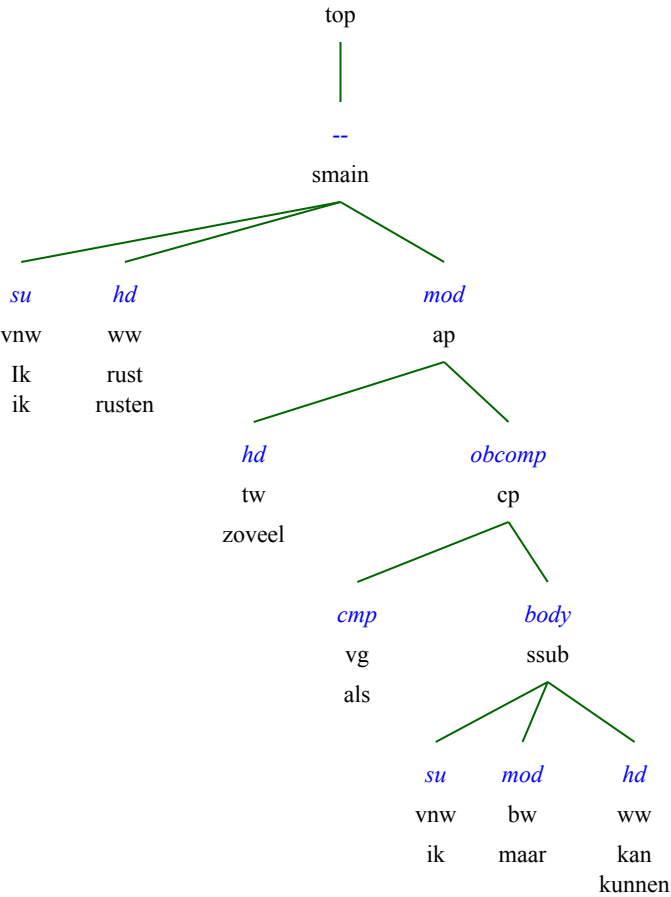 top
--
smain
su hd mod
vnw ww ap
Ik rust
ik rusten
hd obcomp
tw cp
zoveel
cmp body
vg ssub
als
su mod hd
vnw bw ww
ik maar kan
kunnen